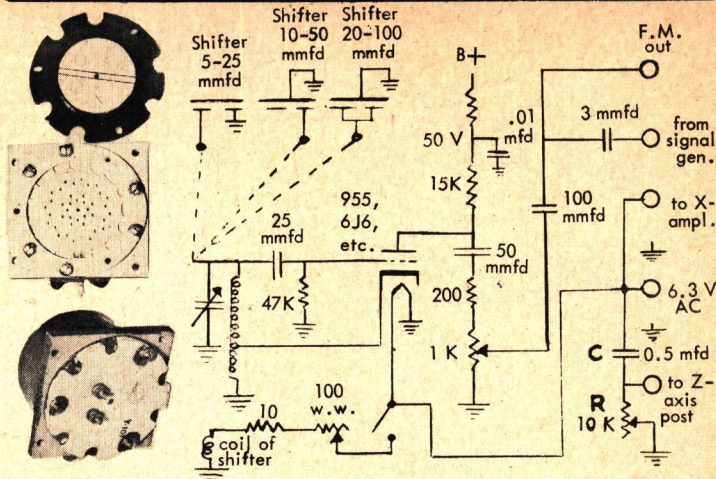 Shifter
5-25
mmfd
Shifter
10-50
mmfd
Shifter
20-100
mmfd
B+
F.M.
out
50 V
.01
mfd
3 mmfd
from
signal
gen.
15K
955,
6J6,
etc.
25
mmfd
100
mmfd
to X-
ampl.
50
mmfd
47K
200
6.3 V
AC
1 K
C
0.5 mfd
to Z-
axis
post
R
10 K
10
100
w.w.
coil of
shifter